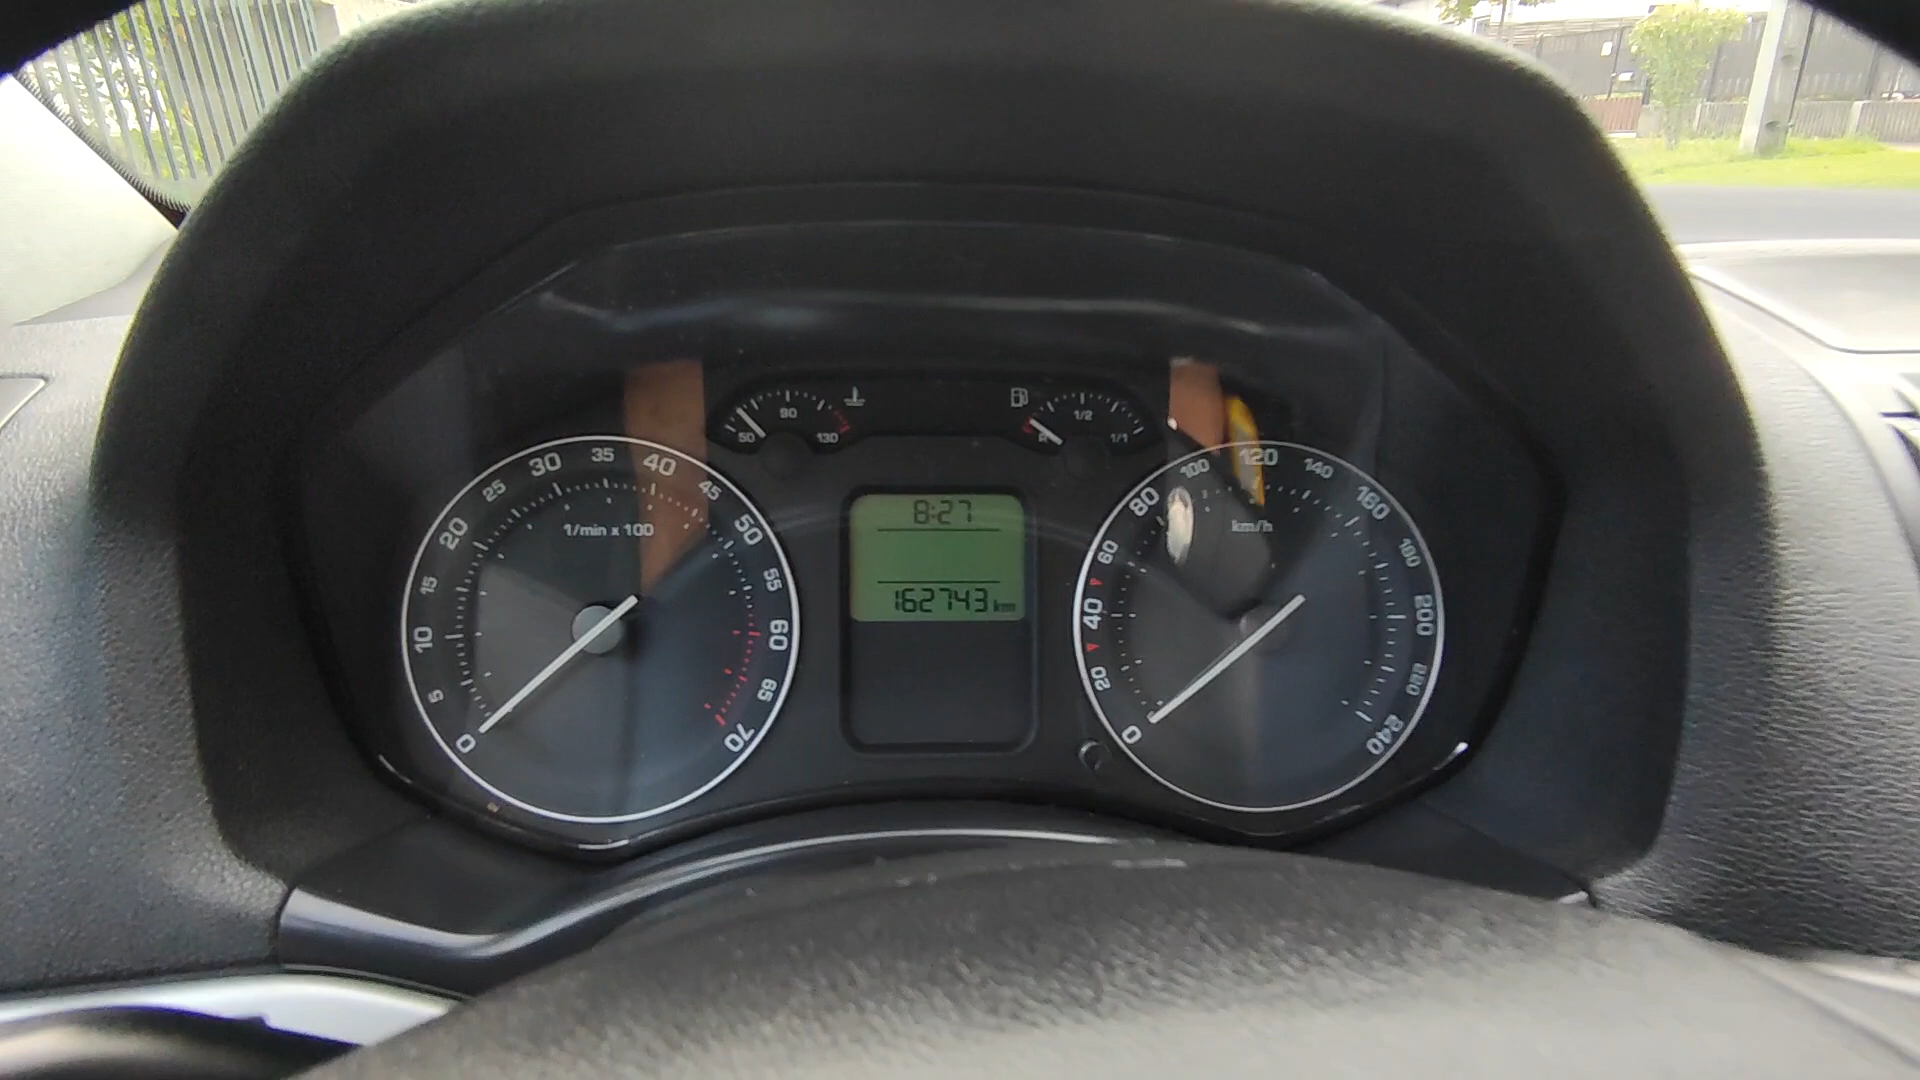 50 90 130
R 1/2 1/1
0 5 10 15 20 25 30 35 40 45 50 55 60 65 70
1/min x 100
8:27
162743 km
0 20 40 60 80 100 120 140 160 180 200 220 240
km/h